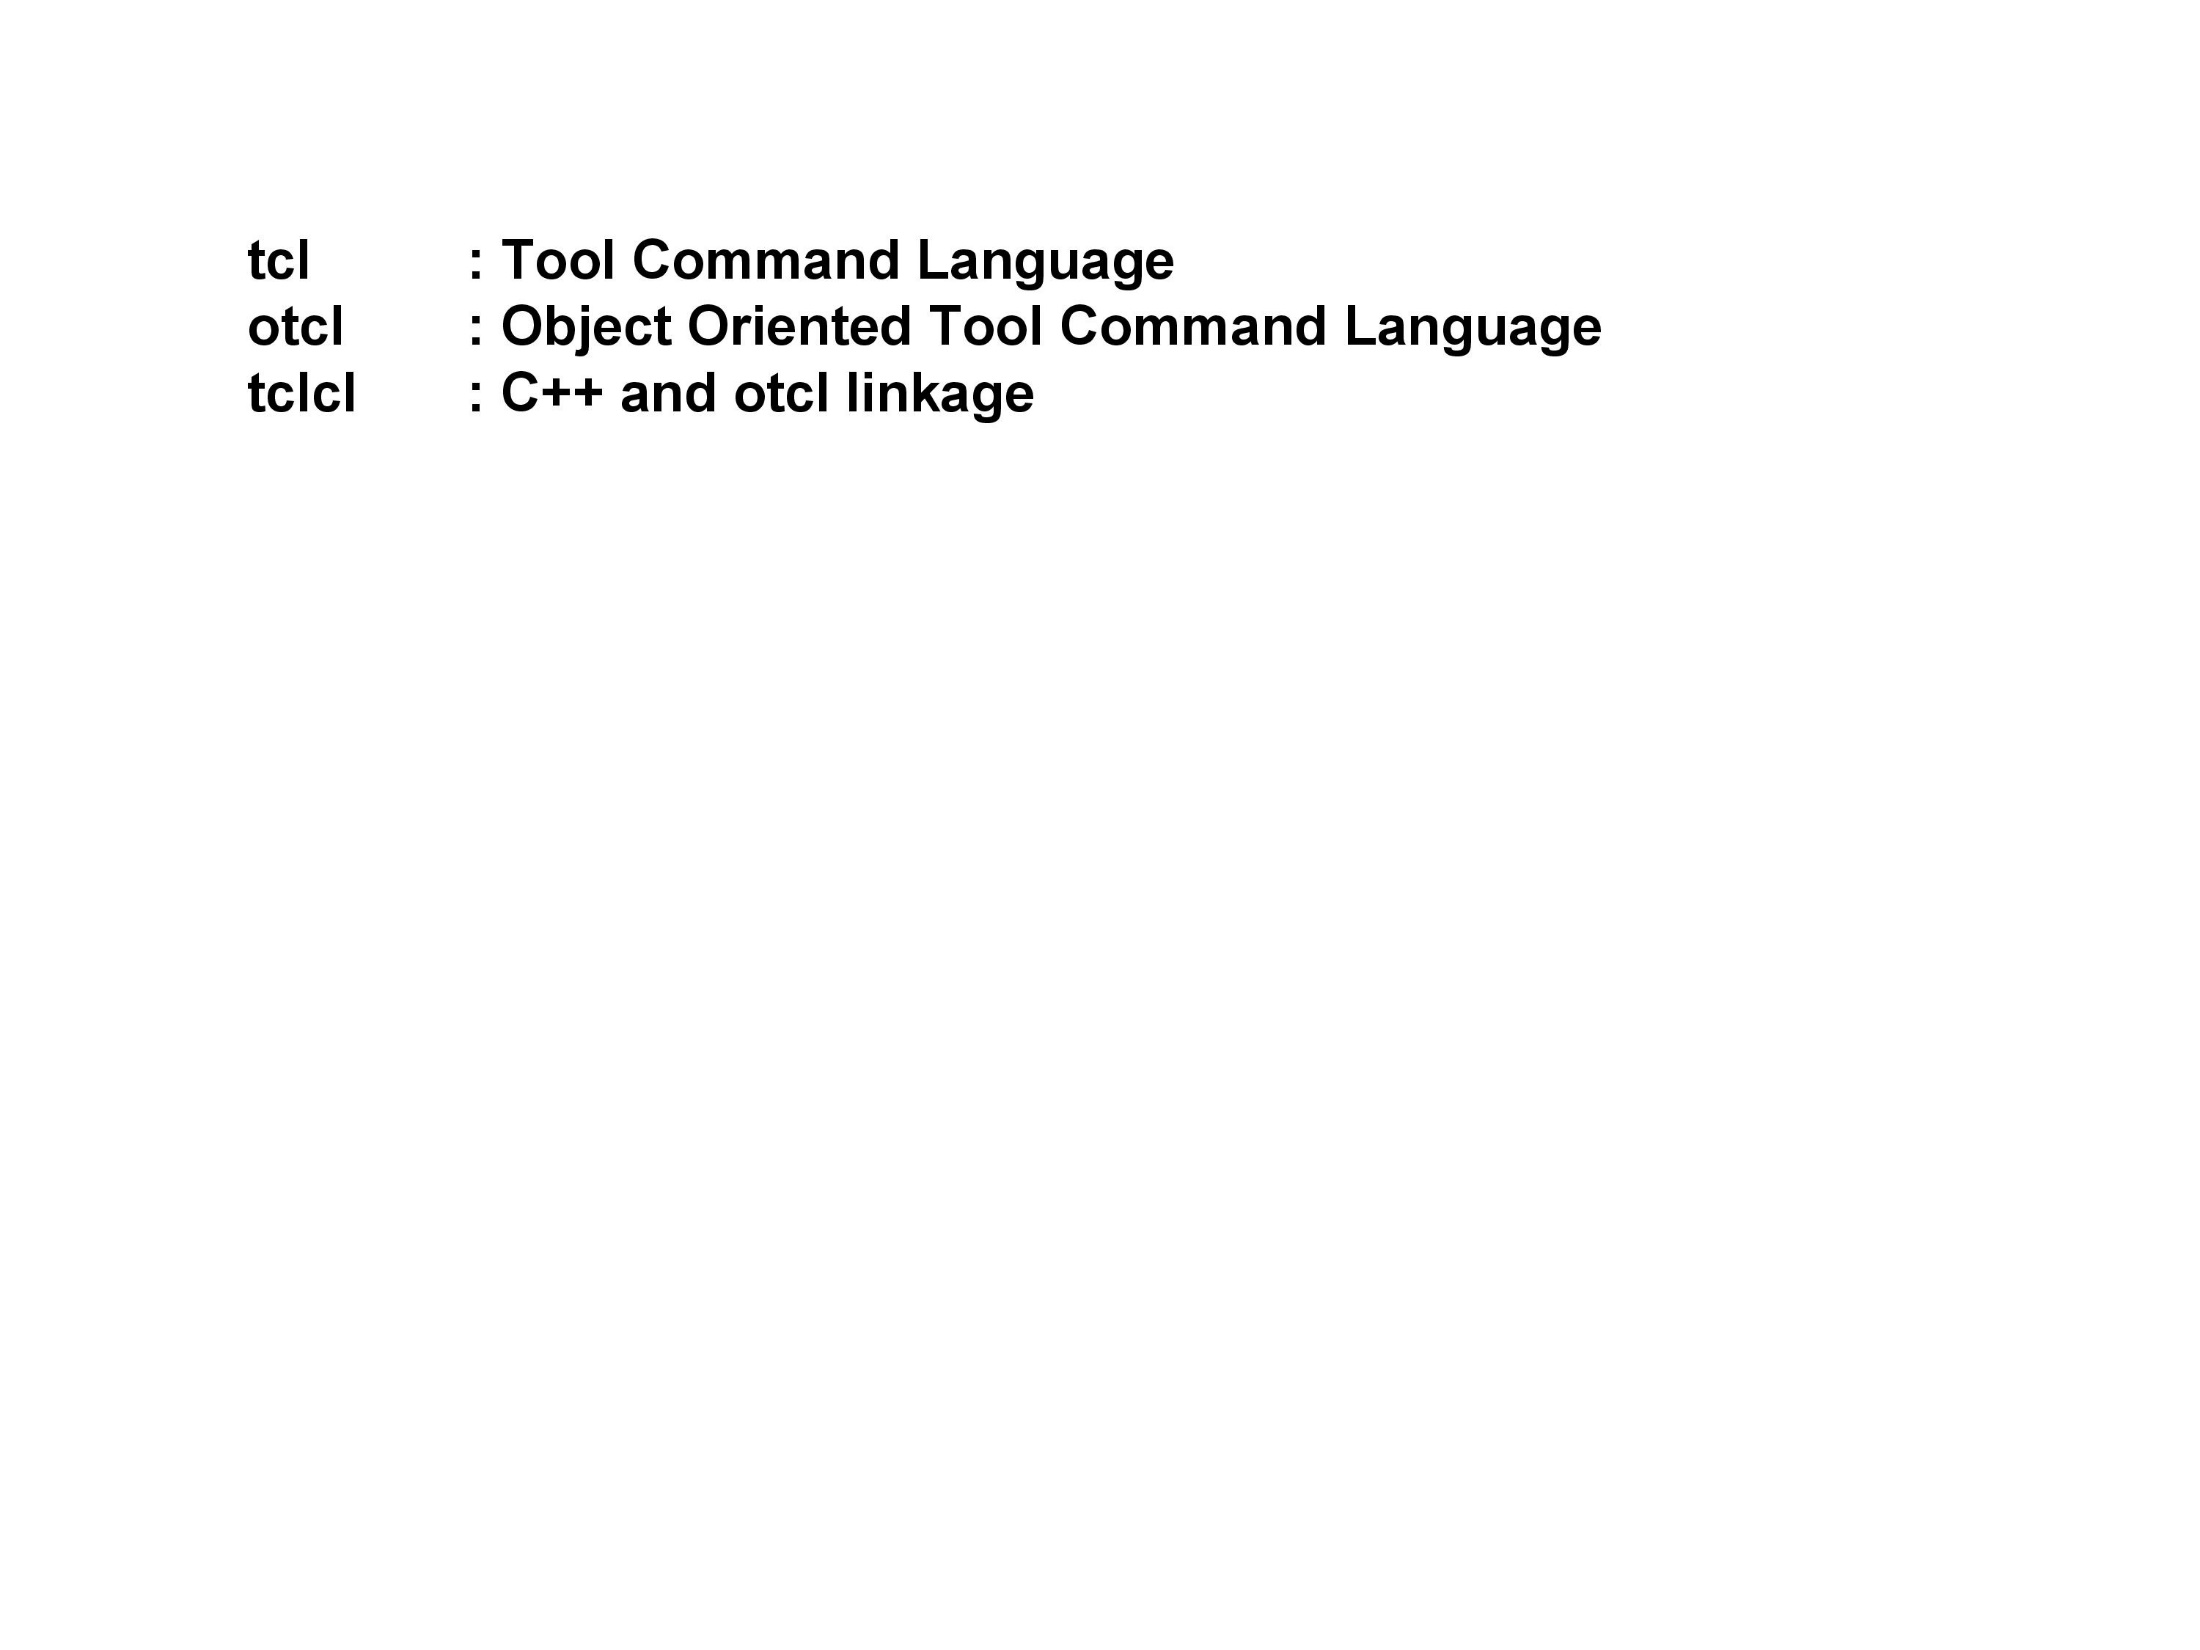 tcl : Tool Command Language
otcl : Object Oriented Tool Command Language
tclcl : C++ and otcl linkage